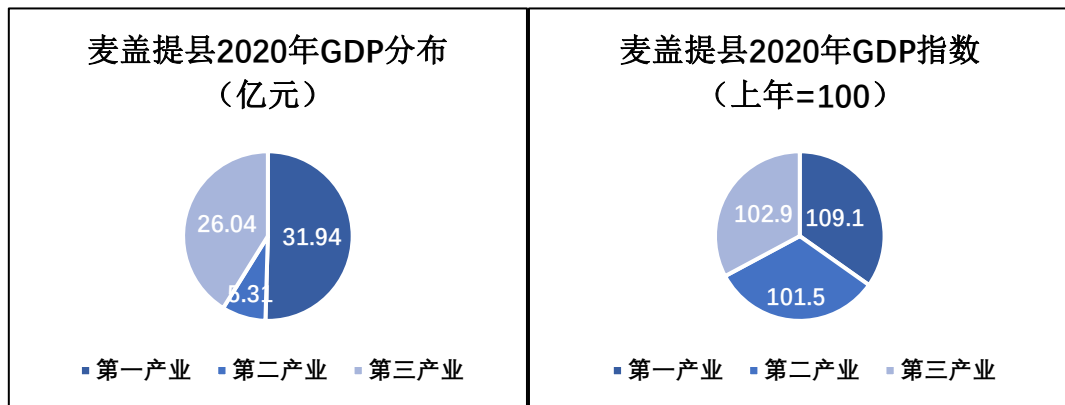 麦盖提县2020年GDP分布
（亿元）
26.04
31.94
5.31
第一产业 第二产业 第三产业
麦盖提县2020年GDP指数
（上年=100）
102.9
109.1
101.5
第一产业 第二产业 第三产业